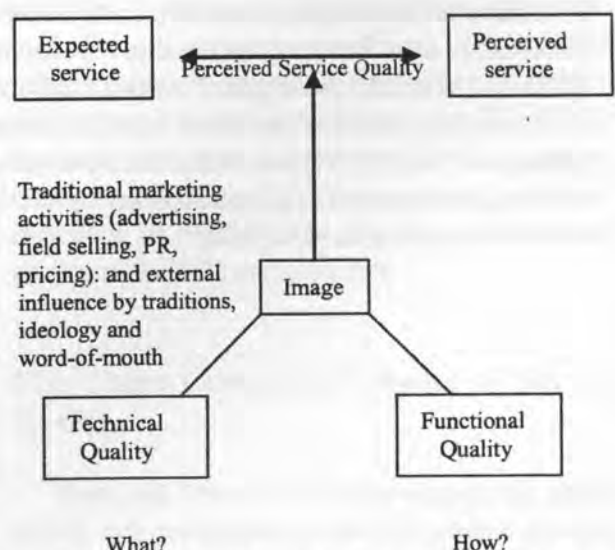 Expected
service
Perceived Service Quality
Perceived
service
Traditional marketing
activities (advertising,
field selling, PR,
pricing): and external
influence by traditions,
ideology and
word-of-mouth
Image
Technical
Quality
Functional
Quality
What?
How?